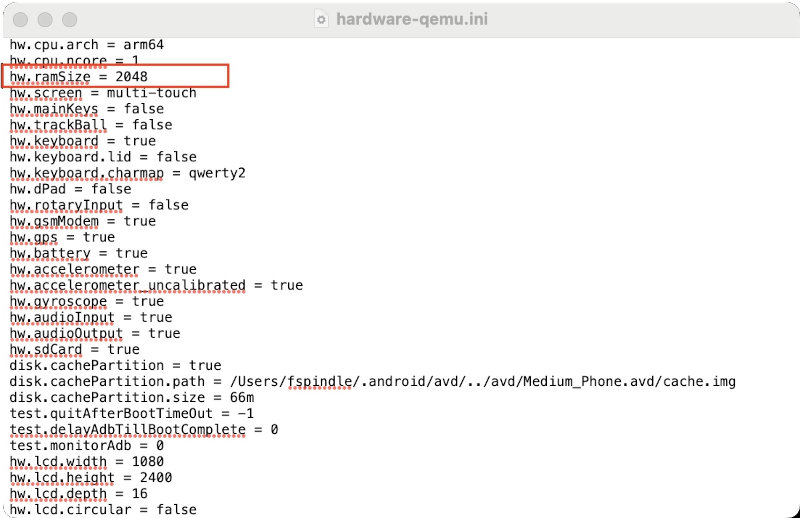 hardware-qemu.ini
hw.cpu.arch = arm64
hw.cpu.ncore = 1
hw.ramSize = 2048
hw.screen = multi-touch
hw.mainKeys = false
hw.trackBall = false
hw.keyboard = true
hw.keyboard.lid = false
hw.keyboard.charmap = qwerty2
hw.dPad = false
hw.rotaryInput = false
hw.gsmModem = true
hw.gps = true
hw.battery = true
hw.accelerometer = true
hw.accelerometer_uncalibrated = true
hw.gyroscope = true
hw.audioInput = true
hw.audioOutput = true
hw.sdCard = true
disk.cachePartition = true
disk.cachePartition.path = /Users/fspindle/.android/avd/../avd/Medium_Phone.avd/cache.img
disk.cachePartition.size = 66m
test.quitAfterBootTimeOut = -1
test.delayAdbTillBootComplete = 0
test.monitorAdb = 0
hw.lcd.width = 1080
hw.lcd.height = 2400
hw.lcd.depth = 16
hw.lcd.circular = false